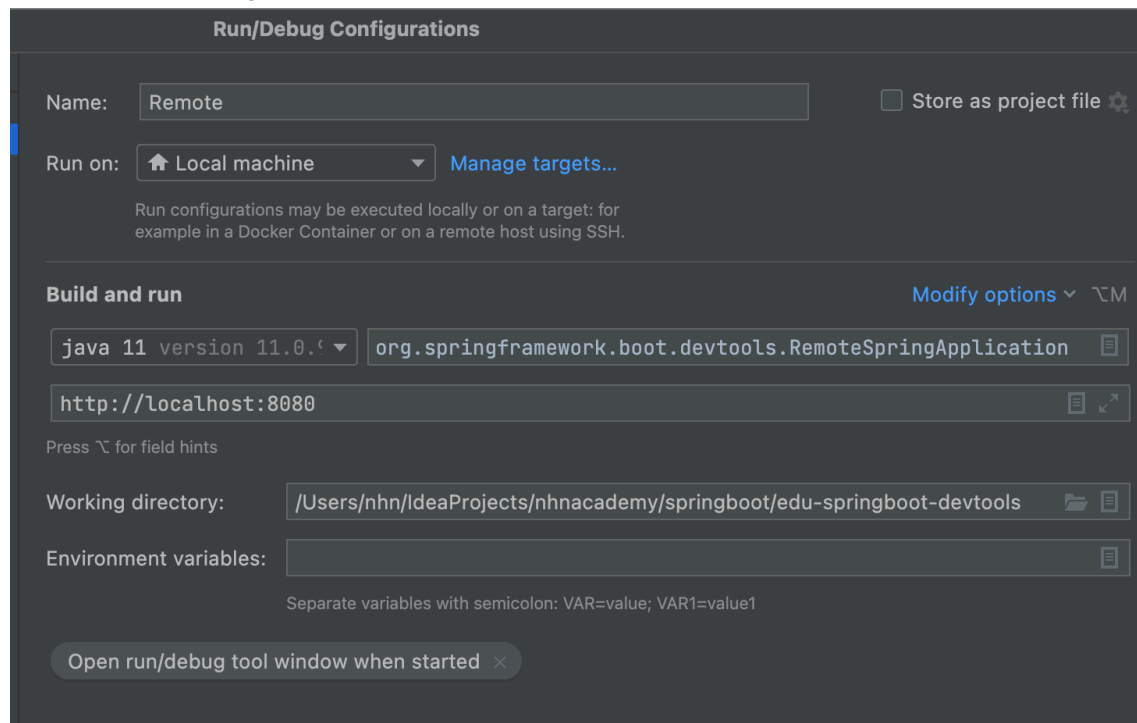 Run/Debug Configurations
Name: Remote Store as project file
Run on: Local machine Manage targets...
Run configurations may be executed locally or on a target: for
example in a Docker Container or on a remote host using SSH.
Build and run Modify options ⌥M
java 11 version 11.0. org.springframework.boot.devtools.RemoteSpringApplication
http://localhost:8080
Press ⌥ for field hints
Working directory: /Users/nhn/IdeaProjects/nhnacademy/springboot/edu-springboot-devtools
Environment variables:
Separate variables with semicolon: VAR=value; VAR1=value1
Open run/debug tool window when started ×